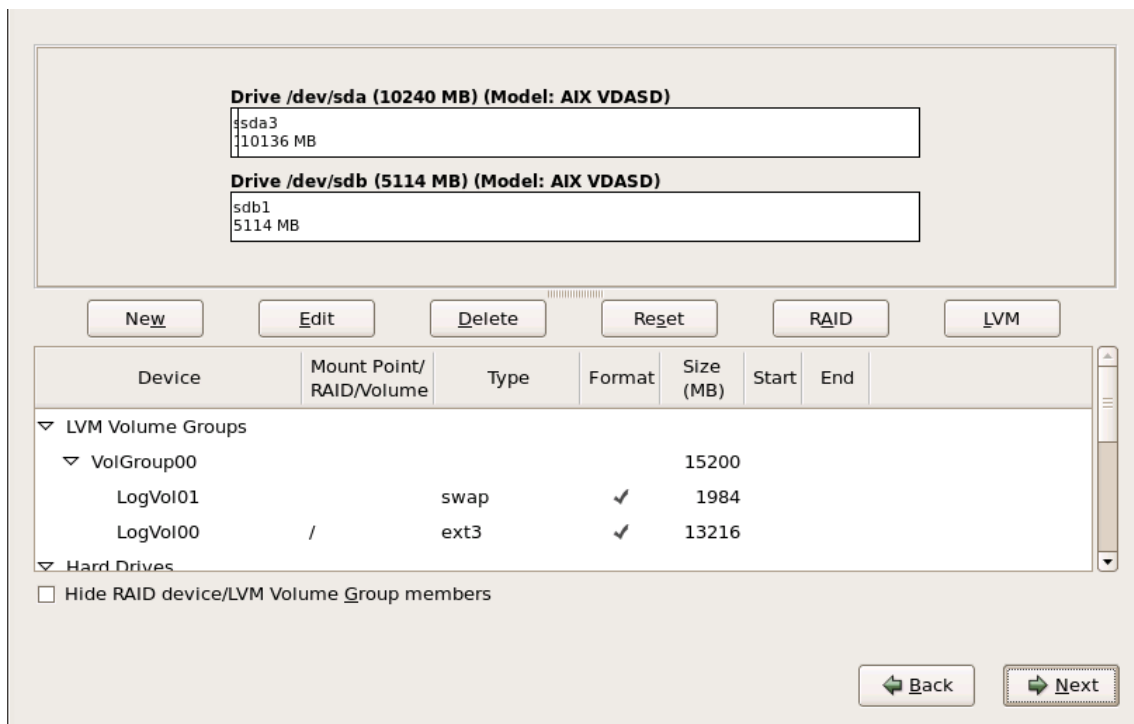 Drive /dev/sda (10240 MB) (Model: AIX VDASD)
sda3
10136 MB
Drive /dev/sdb (5114 MB) (Model: AIX VDASD)
sdb1
5114 MB
New Edit Delete Reset RAID LVM
Device Mount Point/ RAID/Volume Type Format Size (MB) Start End
LVM Volume Groups
VolGroup00 15200
LogVol01 swap 1984
LogVol00 / ext3 13216
Hard Drives
Hide RAID device/LVM Volume Group members
Back Next